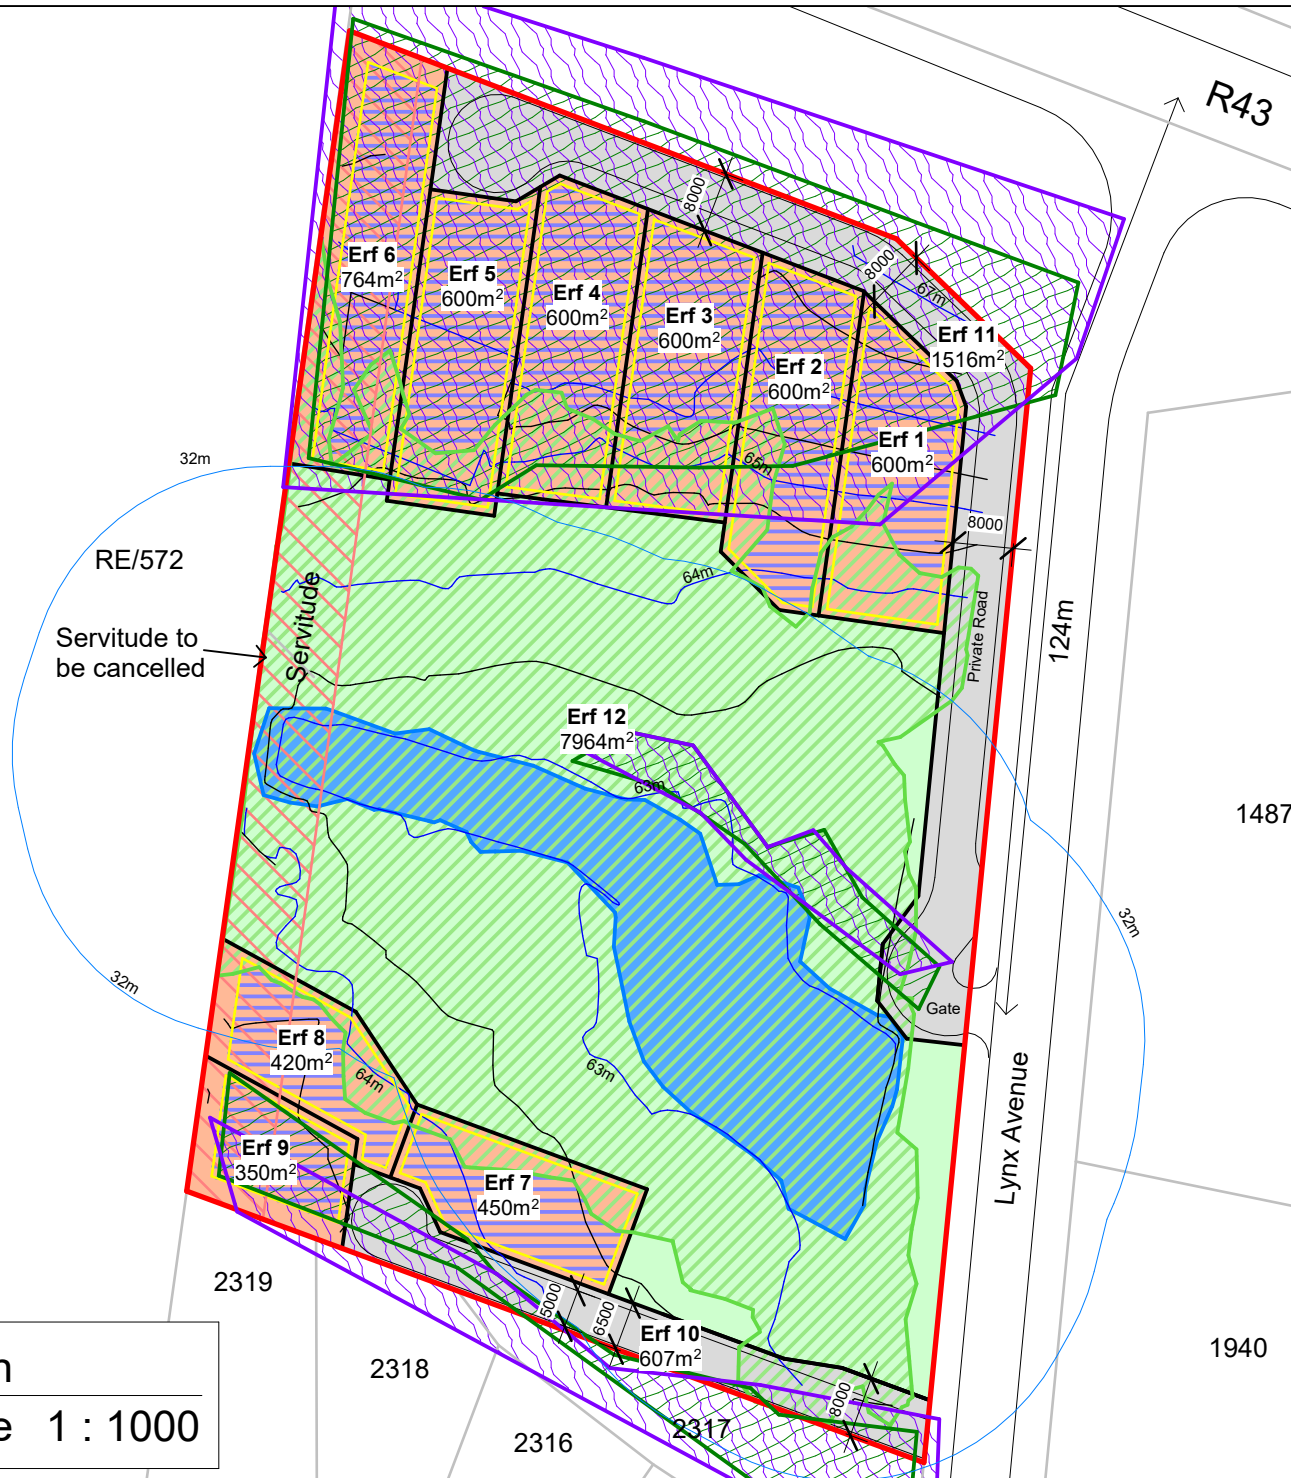 R43
8000
8000
67m
Erf 6
764m²
Erf 5
600m²
Erf 4
600m²
Erf 3
600m²
Erf 2
600m²
Erf 11
1516m²
Erf 1
600m²
32m
65m
8000
RE/572
64m
Servitude
Servitude to
be cancelled
Private Road
124m
Erf 12
7964m²
63m
1487
32m
32m
Gate
Erf 8
420m²
64m
63m
Lynx Avenue
Erf 9
350m²
Erf 7
450m²
2319
5000
6500
Erf 10
607m²
1940
2318
8000
2317
2316
1 : 1000